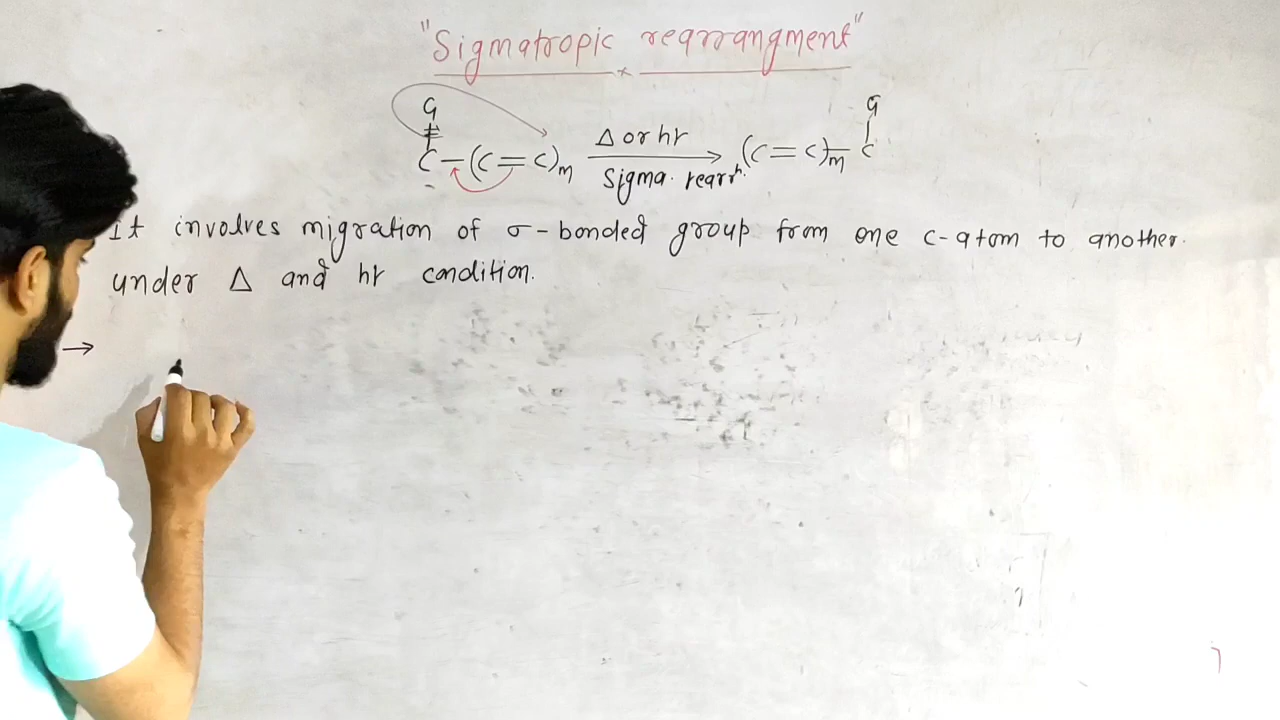 "Sigmatropic rearrangment"
G G
C-(C=C)m Δ or hν (C=C)m-C
Sigma. rearrⁿ.
It involves migration of σ-bonded group from one c-atom to another.
under Δ and hν condition.
→